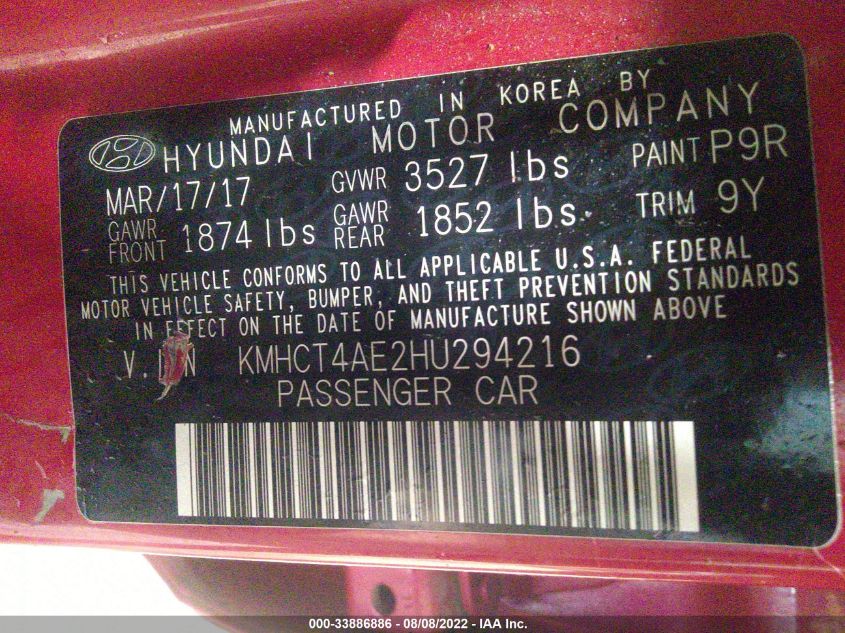 MANUFACTURED IN KOREA BY
HYUNDAI MOTOR COMPANY
MAR/17/17 GVWR 3527 lbs PAINT P9R
GAWR FRONT 1874 lbs GAWR REAR 1852 lbs. TRIM 9Y
THIS VEHICLE CONFORMS TO ALL APPLICABLE U.S.A. FEDERAL
MOTOR VEHICLE SAFETY, BUMPER, AND THEFT PREVENTION STANDARDS
IN EFFECT ON THE DATE OF MANUFACTURE SHOWN ABOVE
V.IN KMHCT4AE2HU294216
PASSENGER CAR
000-33886886 - 08/08/2022 - IAA Inc.